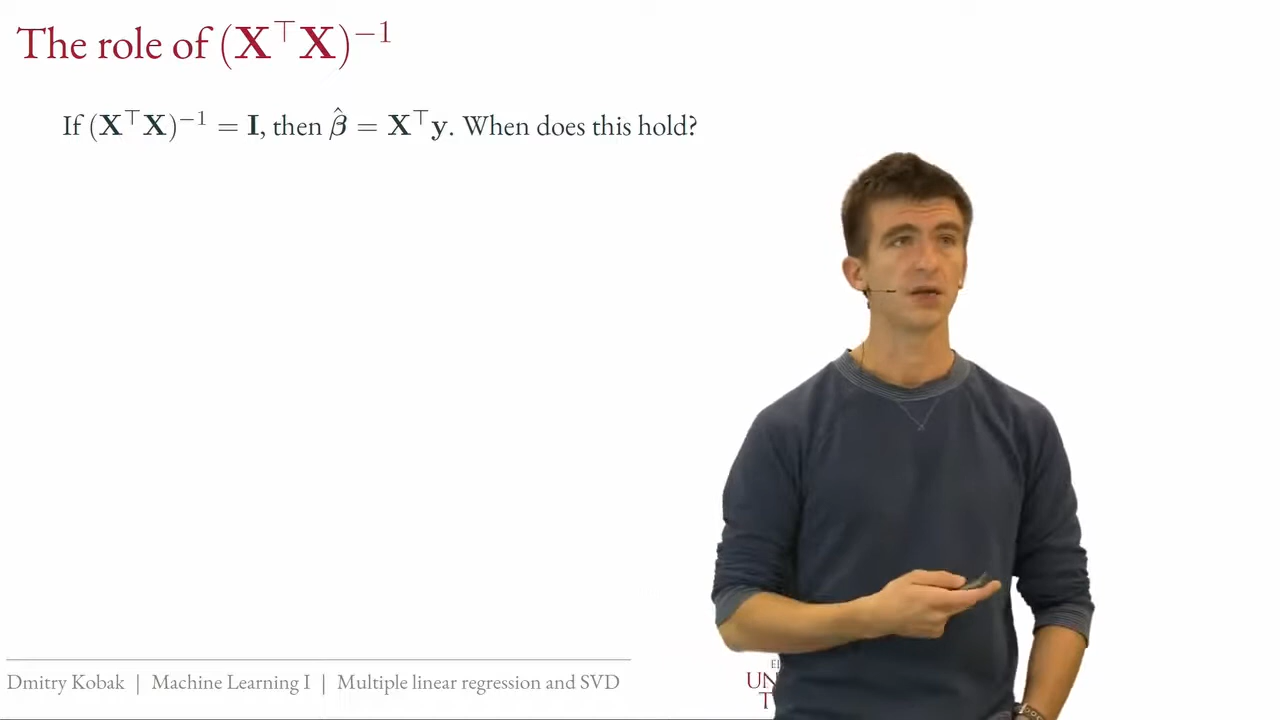 The role of (X⊤X)⁻¹
If (X⊤X)⁻¹ = I, then β̂ = X⊤y. When does this hold?
Dmitry Kobak | Machine Learning I | Multiple linear regression and SVD